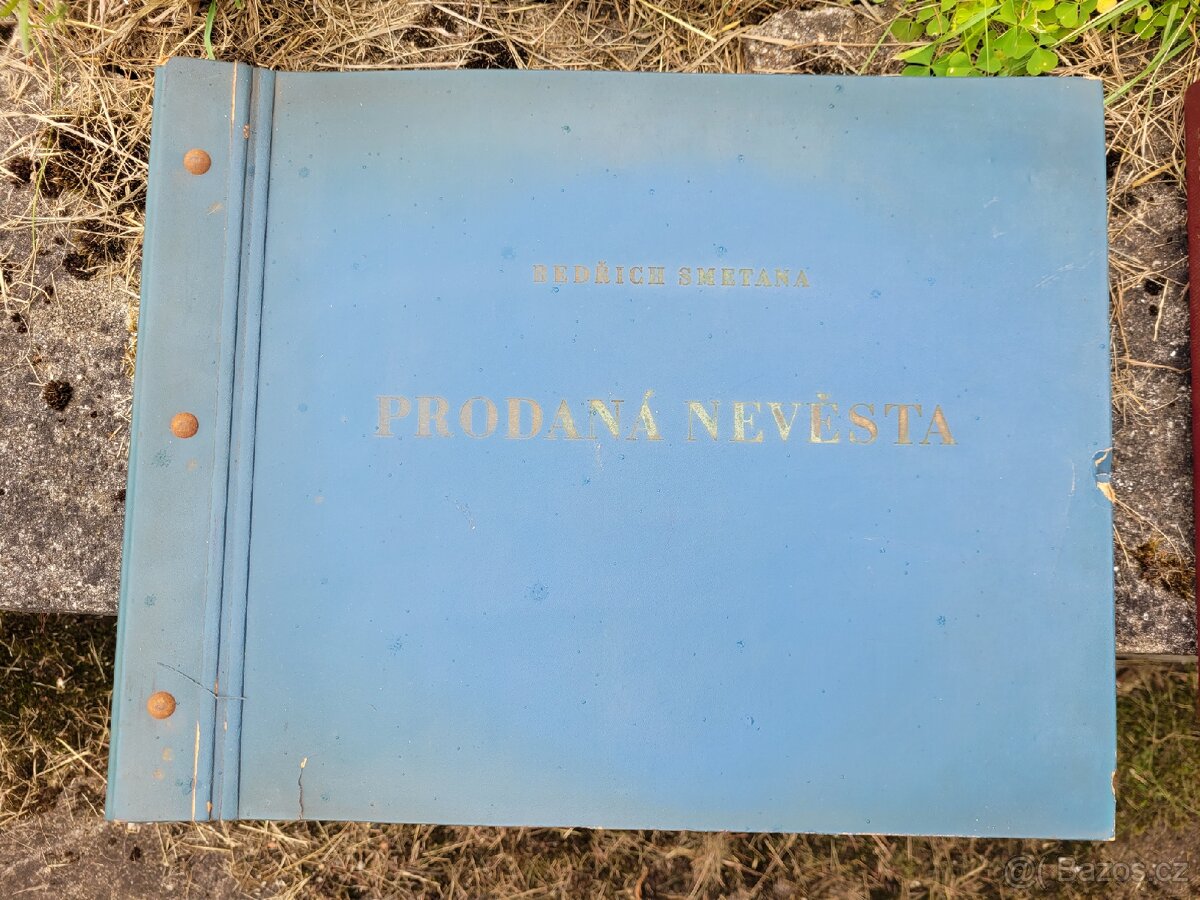 BEDŘICH SMETANA
PRODANÁ NEVĚSTA
@ Bazos.cz